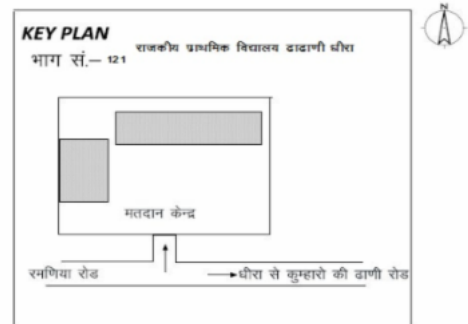 N
KEY PLAN
राजकीय प्राथमिक विद्यालय ढाढाणी धीरा
भाग सं.– 121
मतदान केन्द्र
रमणिया रोड
धीरा से कुम्हारो की ढाणी रोड